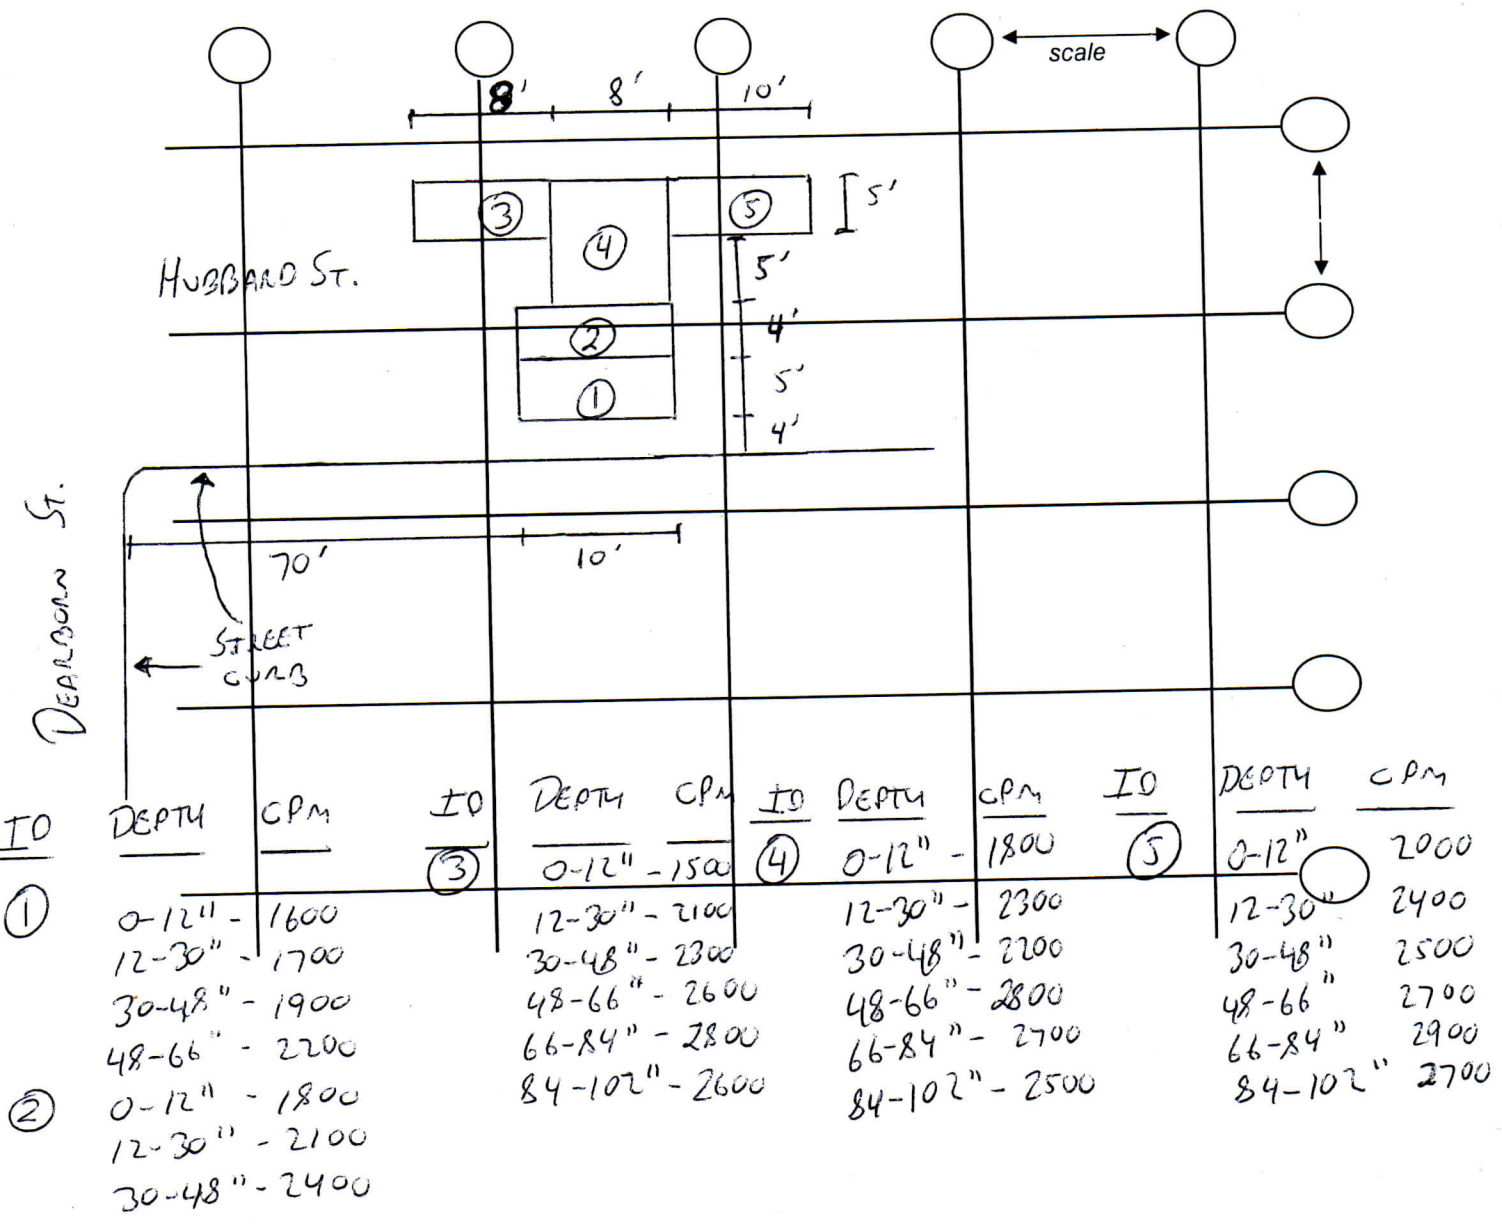 scale
8' 8' 10'
③ ④ ⑤ 5'
5'
HUBBARD ST.
② 4'
① 5'
4'
70' 10'
STREET
CURB
DEARBORN ST.
ID DEPTH CPM
① 0-12" - 1600
12-30" - 1700
30-48" - 1900
48-66" - 2200
② 0-12" - 1800
12-30" - 2100
30-48" - 2400
ID DEPTH CPM
③ 0-12" - 1500
12-30" - 2100
30-48" - 2300
48-66" - 2600
66-84" - 2800
84-102" - 2600
ID DEPTH CPM
④ 0-12" - 1800
12-30" - 2300
30-48" - 2200
48-66" - 2800
66-84" - 2700
84-102" - 2500
ID DEPTH CPM
⑤ 0-12" 2000
12-30" 2400
30-48" 2500
48-66" 2700
66-84" 2900
84-102" 2700